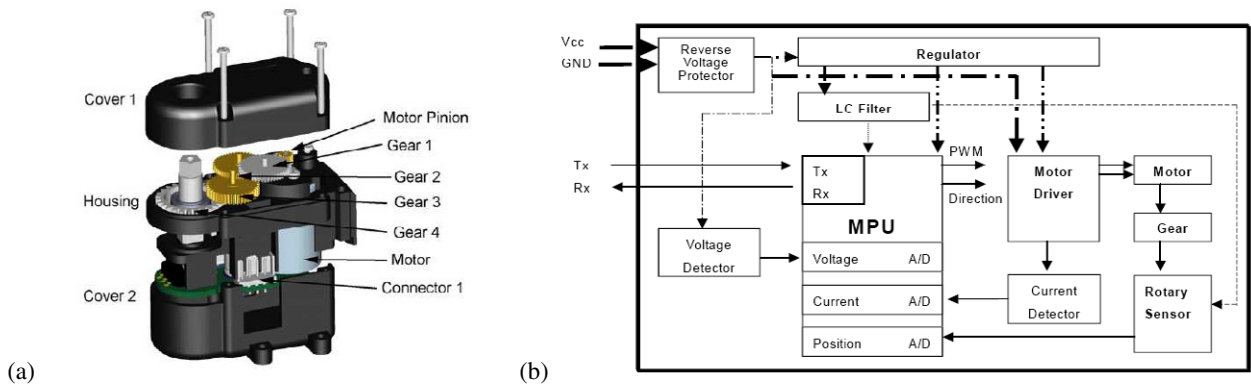 (a)
Cover 1
Motor Pinion
Gear 1
Gear 2
Housing
Gear 3
Gear 4
Motor
Cover 2
Connector 1
(b)
Vcc
GND
Reverse
Voltage
Protector
Regulator
LC Filter
Tx
Rx
Tx
Rx
MPU
PWM
Direction
Motor
Driver
Motor
Gear
Voltage
Detector
Voltage A/D
Current A/D
Position A/D
Current
Detector
Rotary
Sensor